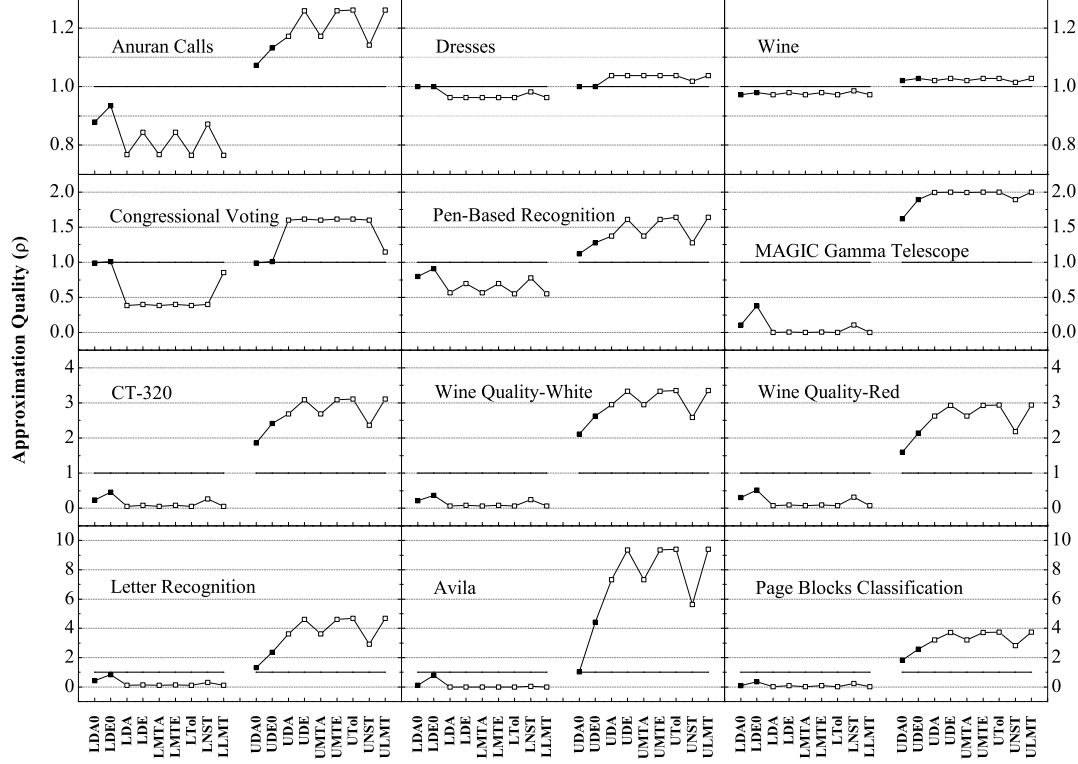 1.2
Anuran Calls
Dresses
Wine
1.2
1.0
1.0
0.8
0.8
2.0
Congressional Voting
Pen-Based Recognition
2.0
1.5
MAGIC Gamma Telescope
1.5
1.0
1.0
0.5
0.5
0.0
0.0
Approximation Quality (ρ)
4
CT-320
Wine Quality-White
Wine Quality-Red
4
3
3
2
2
1
1
0
0
10
Letter Recognition
Avila
Page Blocks Classification
10
8
8
6
6
4
4
2
2
0
0
LDA0 LDE0 LDA LDE LMTA LMTE LTol LNST LLMT UDA0 UDE0 UDA UDE UMTA UMTE UTol UNST ULMT
LDA0 LDE0 LDA LDE LMTA LMTE LTol LNST LLMT UDA0 UDE0 UDA UDE UMTA UMTE UTol UNST ULMT
LDA0 LDE0 LDA LDE LMTA LMTE LTol LNST LLMT UDA0 UDE0 UDA UDE UMTA UMTE UTol UNST ULMT